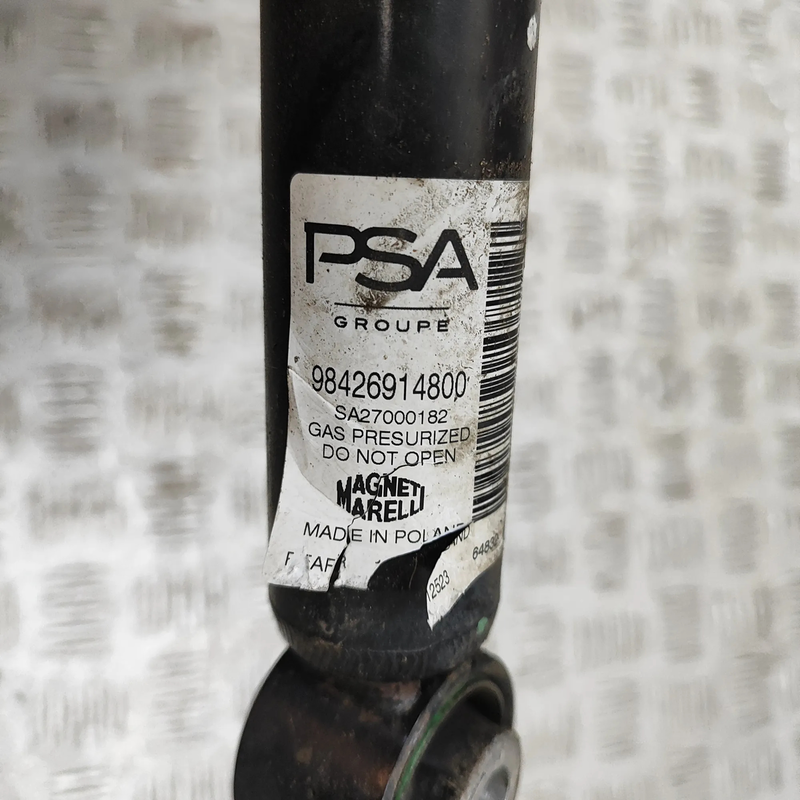 PSA
GROUPE
98426914800
SA27000182
GAS PRESURIZED
DO NOT OPEN
MAGNETI
MARELLI
MADE IN POLAND